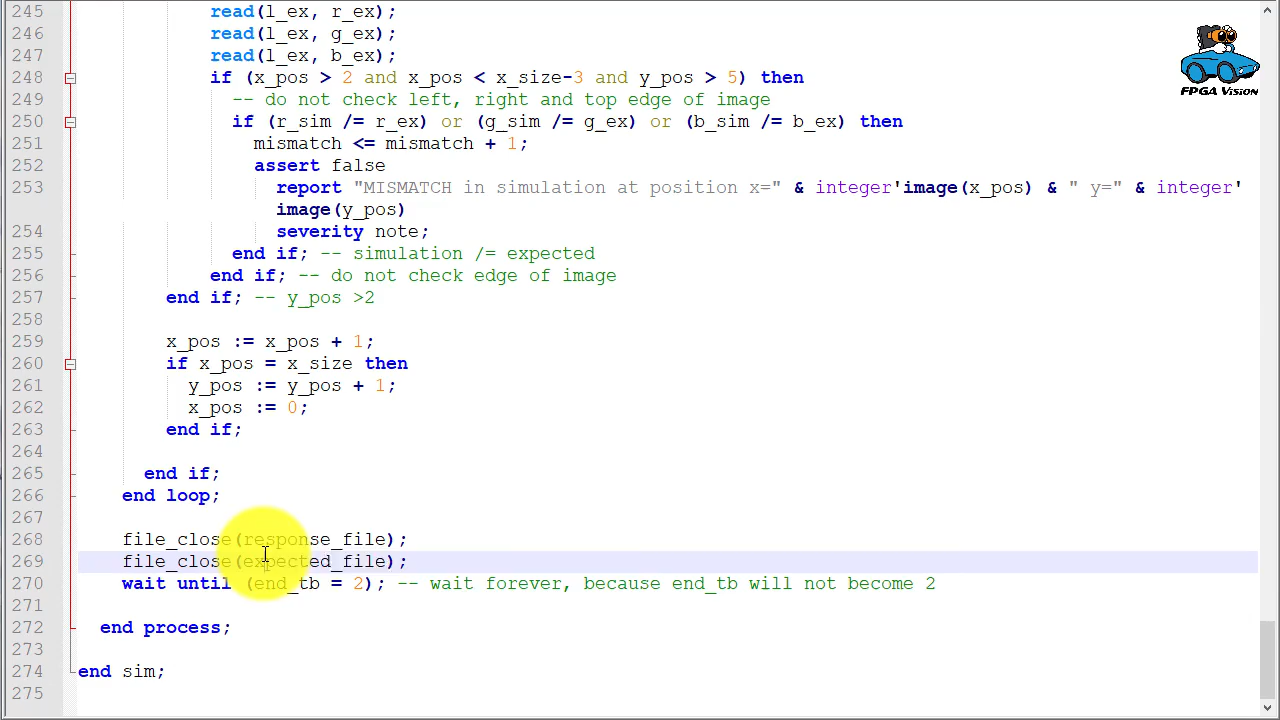 245 read(l_ex, r_ex);
246 read(l_ex, g_ex);
247 read(l_ex, b_ex);
248 if (x_pos > 2 and x_pos < x_size-3 and y_pos > 5) then
249 -- do not check left, right and top edge of image
250 if (r_sim /= r_ex) or (g_sim /= g_ex) or (b_sim /= b_ex) then
251 mismatch <= mismatch + 1;
252 assert false
253 report "MISMATCH in simulation at position x=" & integer'image(x_pos) & " y=" & integer'
image(y_pos)
254 severity note;
255 end if; -- simulation /= expected
256 end if; -- do not check edge of image
257 end if; -- y_pos >2
258
259 x_pos := x_pos + 1;
260 if x_pos = x_size then
261 y_pos := y_pos + 1;
262 x_pos := 0;
263 end if;
264
265 end if;
266 end loop;
267
268 file_close(response_file);
269 file_close(expected_file);
270 wait until (end_tb = 2); -- wait forever, because end_tb will not become 2
271
272 end process;
273
274 end sim;
275
FPGA Vision